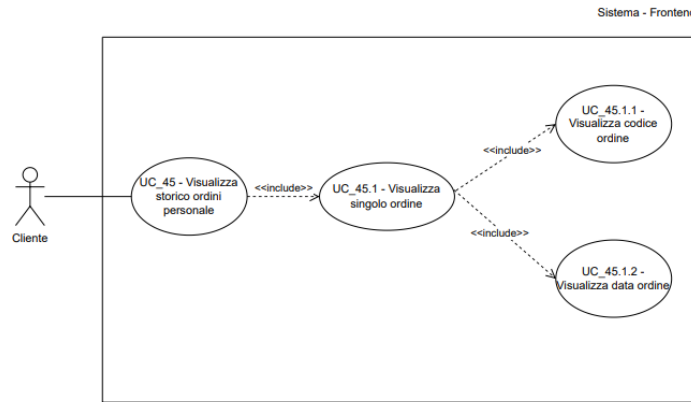 Sistema - Frontend
UC_45.1.1 -
Visualizza codice
ordine
<<include>>
UC_45 - Visualizza
storico ordini
personale
<<include>>
UC_45.1 - Visualizza
singolo ordine
Cliente
<<include>>
UC_45.1.2 -
Visualizza data ordine